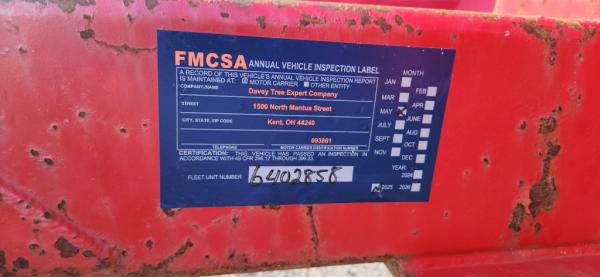 FMCSA ANNUAL VEHICLE INSPECTION LABEL
A RECORD OF THIS VEHICLE'S ANNUAL VEHICLE INSPECTION REPORT
IS MAINTAINED AT: MOTOR CARRIER OTHER ENTITY
COMPANY/NAME
Davey Tree Expert Company
STREET
1500 North Mantua Street
CITY, STATE, ZIP CODE
Kent, OH 44240
693861
TELEPHONE MOTOR CARRIER IDENTIFICATION NUMBER
CERTIFICATION: THIS VEHICLE HAS PASSED AN INSPECTION IN
ACCORDANCE WITH 49 CFR 396.17 THROUGH 396.23.
FLEET UNIT NUMBER 6402858
MONTH
JAN FEB
MAR APR
MAY JUNE
JULY AUG
SEPT OCT
NOV DEC
YEAR:
2024
2025 2026